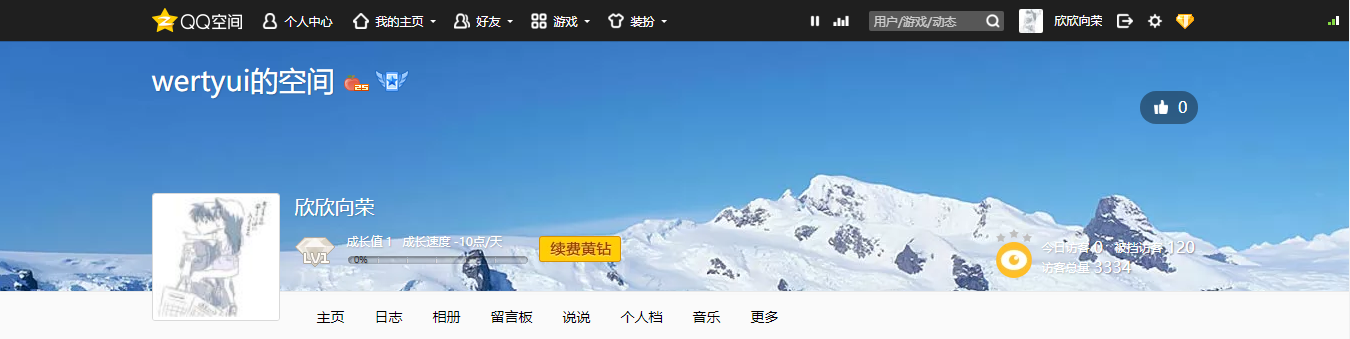 QQ空间 个人中心 我的主页 好友 游戏 装扮 用户/游戏/动态 欣欣向荣
wertyui的空间 25
0
欣欣向荣
LV1 成长值 1 成长速度 -10点/天
0%
续费黄钻
今日访客 0 被档访客 120
访客总量 3334
主页 日志 相册 留言板 说说 个人档 音乐 更多